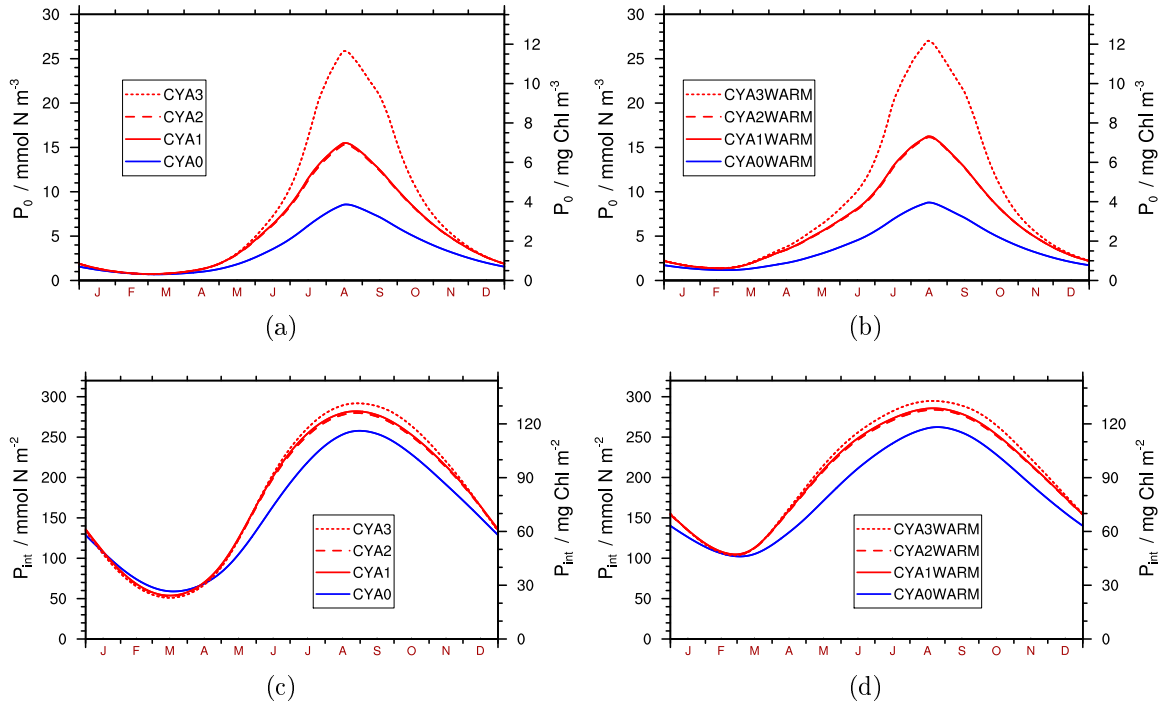 30
25
20
15
10
5
0
P0 / mmol N m-3
CYA3
CYA2
CYA1
CYA0
12
10
8
6
4
2
0
P0 / mg Chl m-3
J F M A M J J A S O N D
(a)
30
25
20
15
10
5
0
P0 / mmol N m-3
CYA3WARM
CYA2WARM
CYA1WARM
CYA0WARM
12
10
8
6
4
2
0
P0 / mg Chl m-3
J F M A M J J A S O N D
(b)
300
250
200
150
100
50
0
Pint / mmol N m-2
CYA3
CYA2
CYA1
CYA0
120
90
60
30
0
Pint / mg Chl m-2
J F M A M J J A S O N D
(c)
300
250
200
150
100
50
0
Pint / mmol N m-2
CYA3WARM
CYA2WARM
CYA1WARM
CYA0WARM
120
90
60
30
0
Pint / mg Chl m-2
J F M A M J J A S O N D
(d)